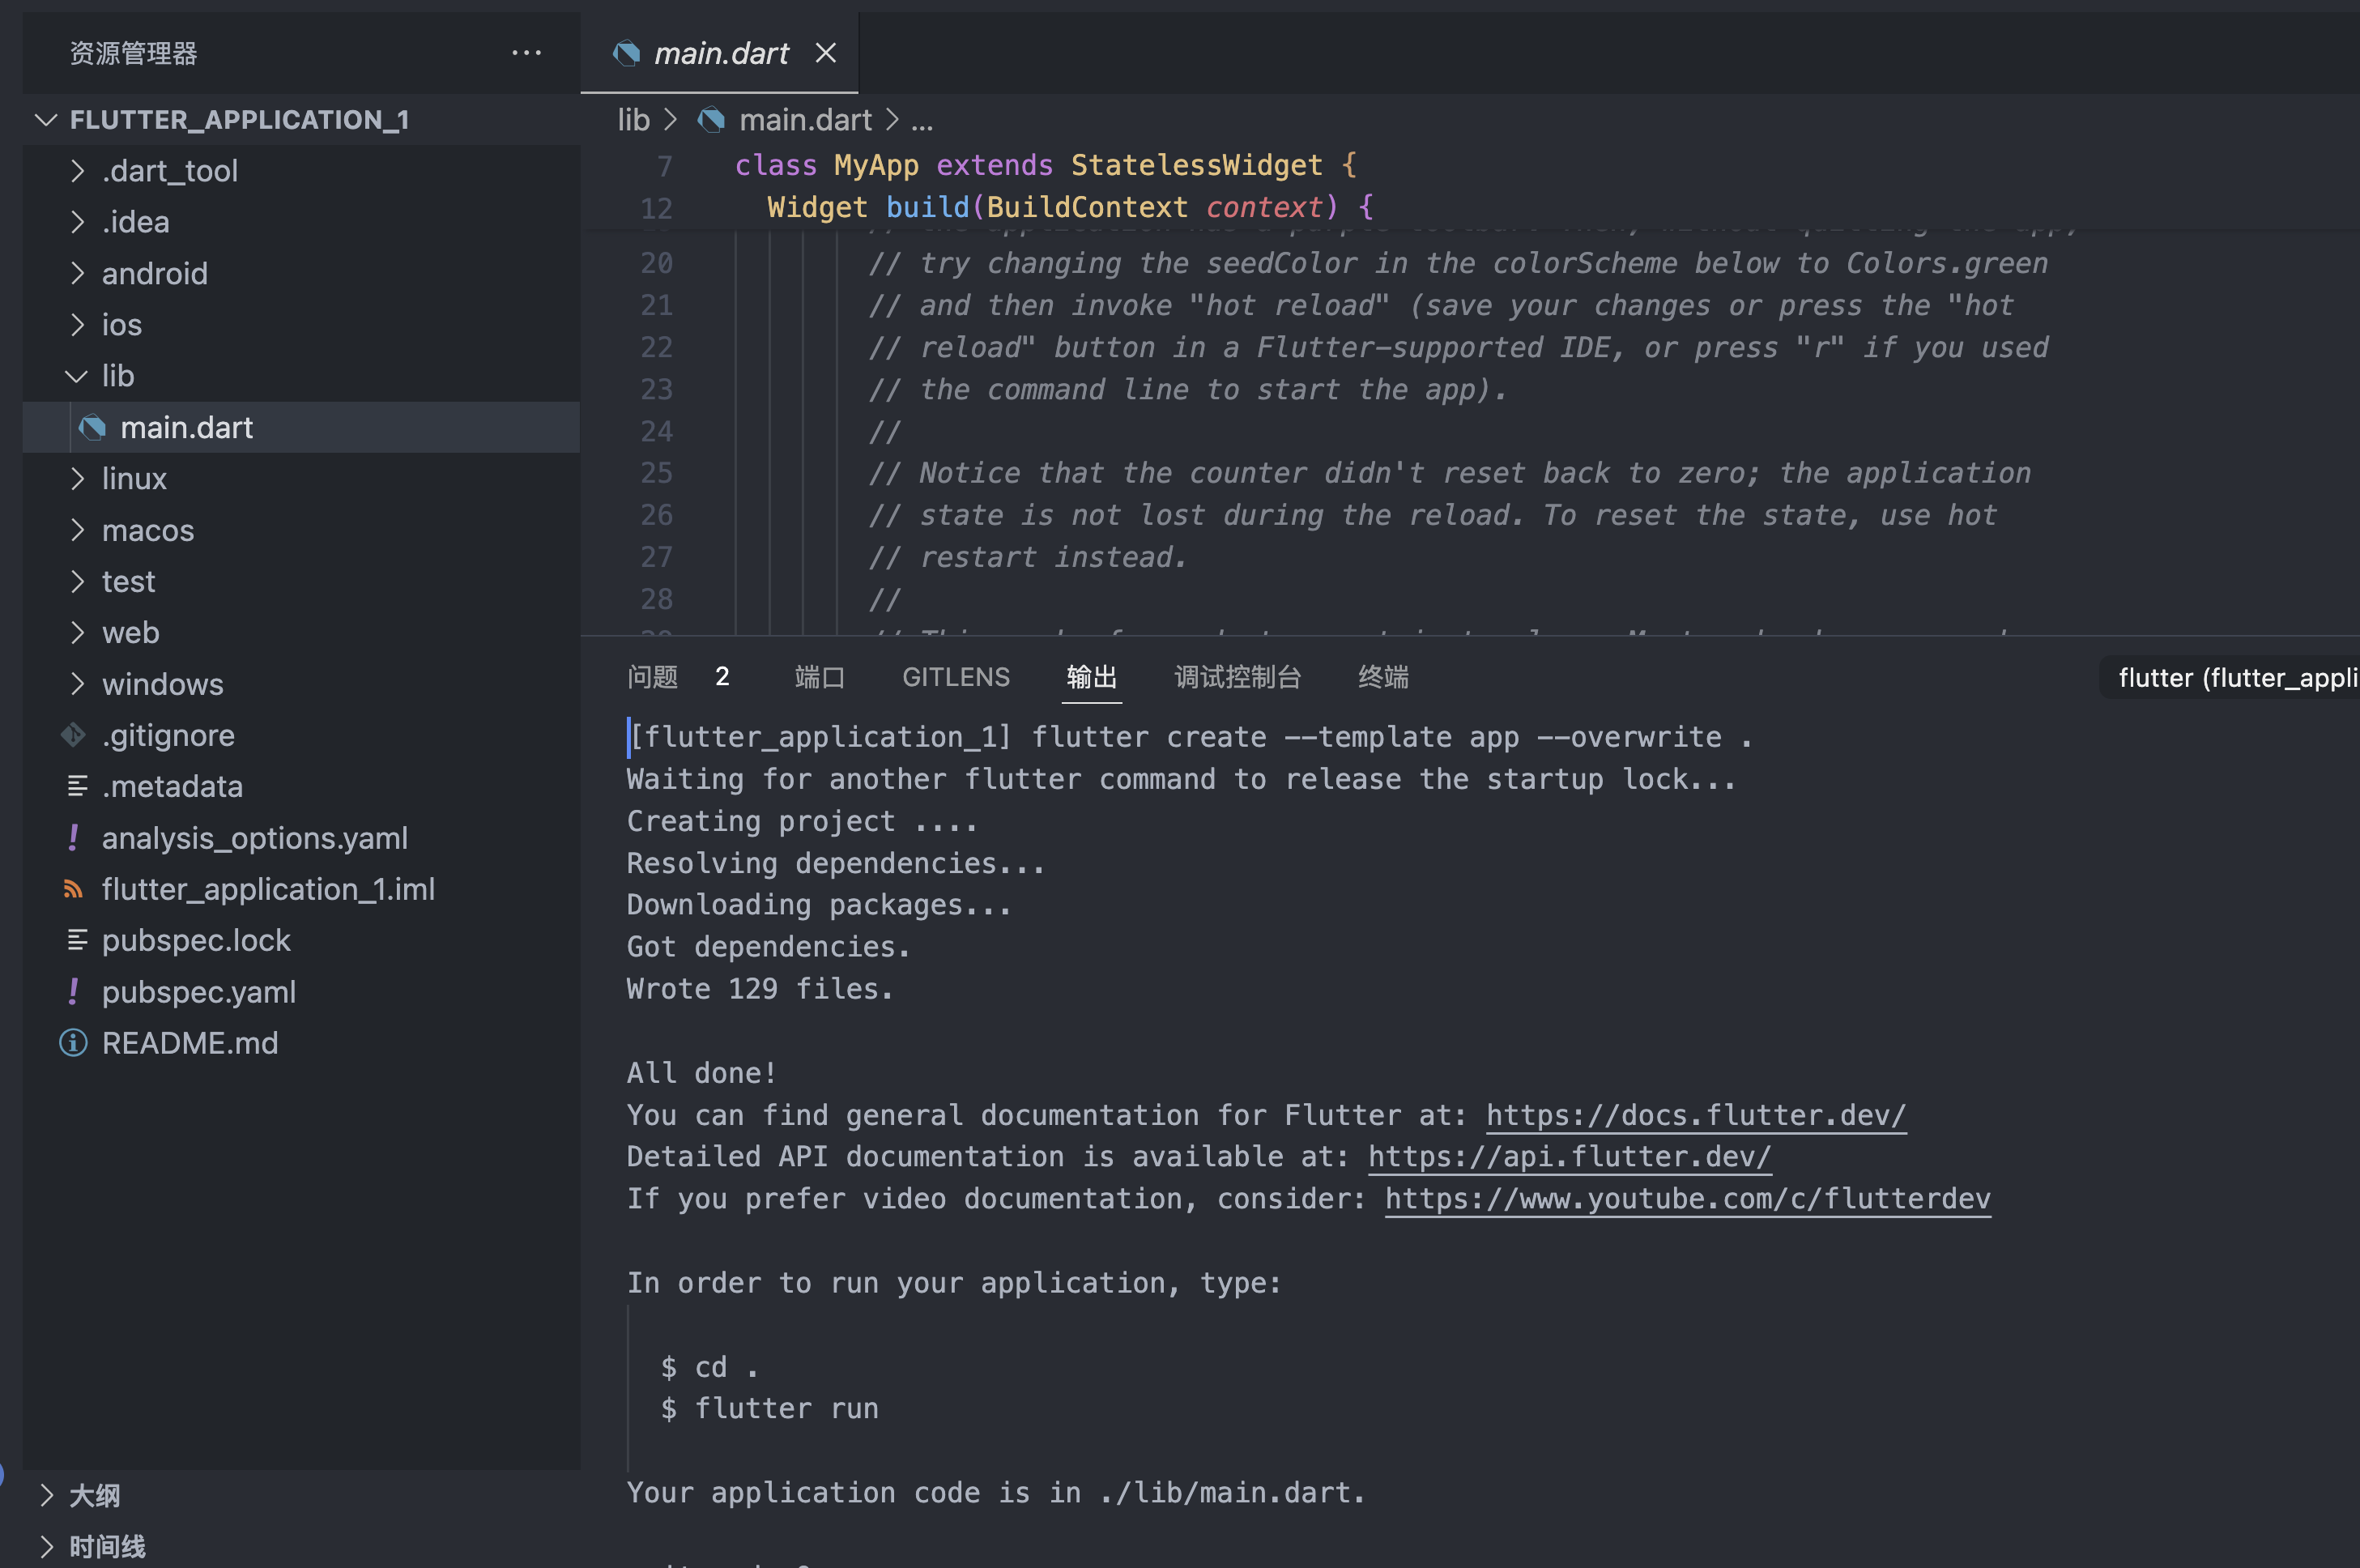 资源管理器 ...
FLUTTER_APPLICATION_1
.dart_tool
.idea
android
ios
lib
main.dart
linux
macos
test
web
windows
.gitignore
.metadata
analysis_options.yaml
flutter_application_1.iml
pubspec.lock
pubspec.yaml
README.md
大纲
时间线
main.dart
lib > main.dart > ...
7 class MyApp extends StatelessWidget {
12 Widget build(BuildContext context) {
20 // try changing the seedColor in the colorScheme below to Colors.green
21 // and then invoke "hot reload" (save your changes or press the "hot
22 // reload" button in a Flutter-supported IDE, or press "r" if you used
23 // the command line to start the app).
24 //
25 // Notice that the counter didn't reset back to zero; the application
26 // state is not lost during the reload. To reset the state, use hot
27 // restart instead.
28 //
问题 2 端口 GITLENS 输出 调试控制台 终端 flutter (flutter_appli
[flutter_application_1] flutter create --template app --overwrite .
Waiting for another flutter command to release the startup lock...
Creating project ....
Resolving dependencies...
Downloading packages...
Got dependencies.
Wrote 129 files.
All done!
You can find general documentation for Flutter at: https://docs.flutter.dev/
Detailed API documentation is available at: https://api.flutter.dev/
If you prefer video documentation, consider: https://www.youtube.com/c/flutterdev
In order to run your application, type:
$ cd .
$ flutter run
Your application code is in ./lib/main.dart.